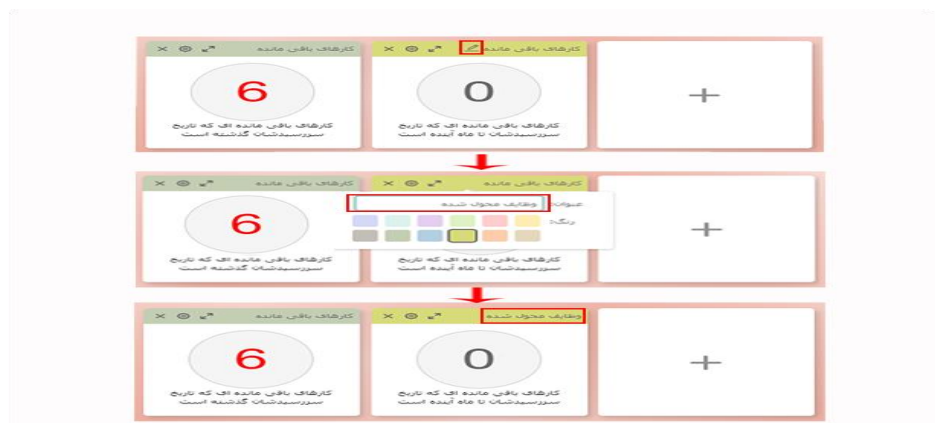 کارهای باقی مانده
کارهای باقی مانده
+
0
6
کارهای باقی مانده ای که تاریخ
سررسیدشان تا ماه آینده است
کارهای باقی مانده ای که تاریخ
سررسیدشان گذشته است
کارهای باقی مانده
کارهای باقی مانده
عنوان: وظایف محول شده
رنگ:
+
6
کارهای باقی مانده ای که تاریخ
سررسیدشان تا ماه آینده است
کارهای باقی مانده ای که تاریخ
سررسیدشان گذشته است
وظایف محول شده
کارهای باقی مانده
+
0
6
کارهای باقی مانده ای که تاریخ
سررسیدشان تا ماه آینده است
کارهای باقی مانده ای که تاریخ
سررسیدشان گذشته است